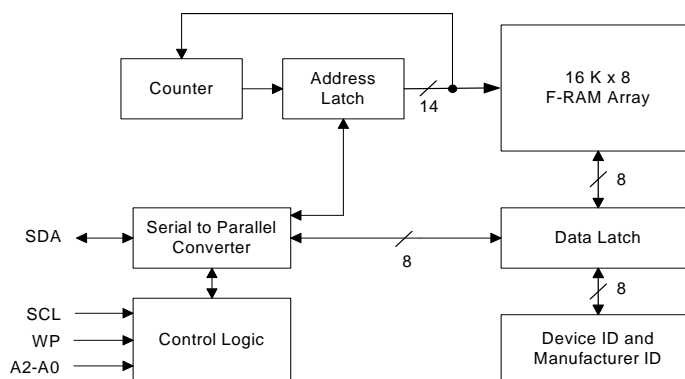 Counter
Address
Latch
14
16 K x 8
F-RAM Array
8
SDA
Serial to Parallel
Converter
8
Data Latch
8
SCL
WP
A2-A0
Control Logic
Device ID and
Manufacturer ID